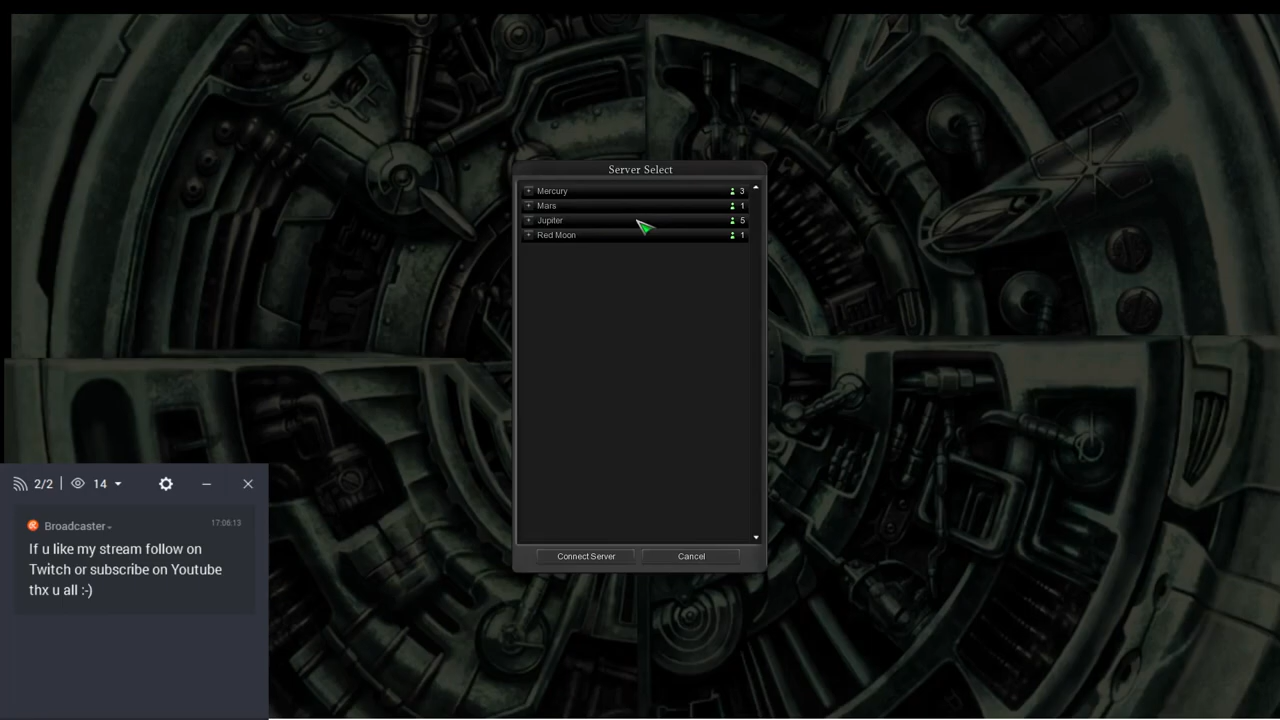 Server Select
Mercury 3
Mars 1
Jupiter 5
Red Moon 1
Connect Server Cancel
2/2 14
Broadcaster 17:06:13
If u like my stream follow on
Twitch or subscribe on Youtube
thx u all :-)